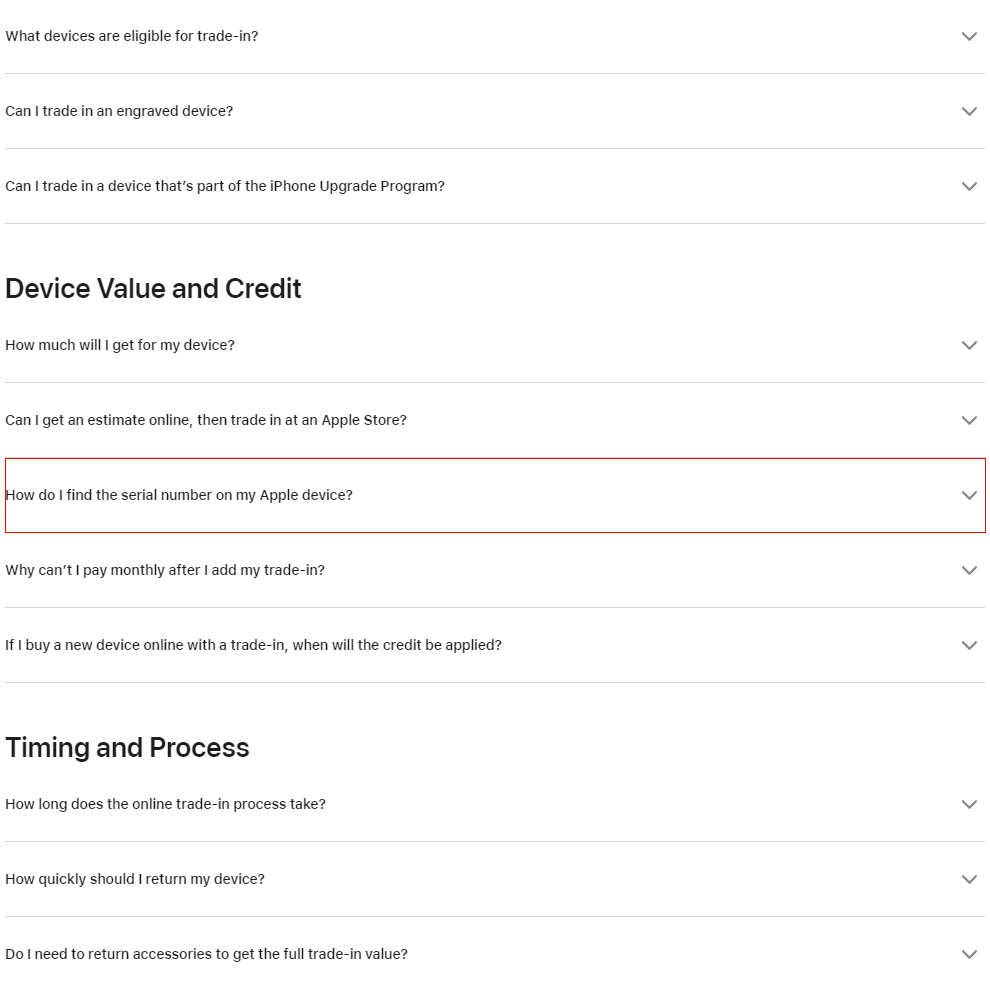 What devices are eligible for trade-in?
Can I trade in an engraved device?
Can I trade in a device that’s part of the iPhone Upgrade Program?
Device Value and Credit
How much will I get for my device?
Can I get an estimate online, then trade in at an Apple Store?
How do I find the serial number on my Apple device?
Why can’t I pay monthly after I add my trade-in?
If I buy a new device online with a trade-in, when will the credit be applied?
Timing and Process
How long does the online trade-in process take?
How quickly should I return my device?
Do I need to return accessories to get the full trade-in value?